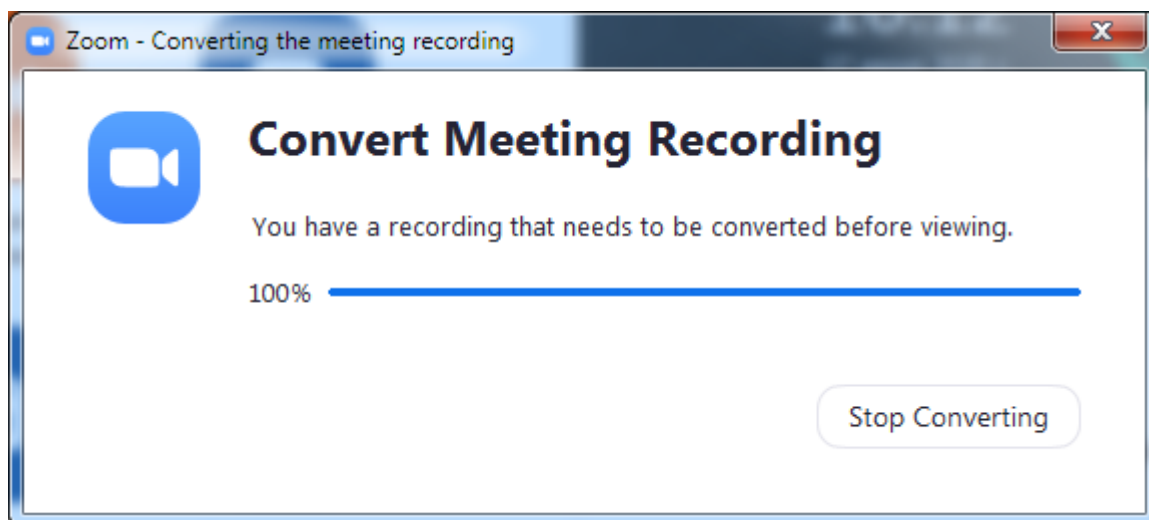 Zoom - Converting the meeting recording
Convert Meeting Recording
You have a recording that needs to be converted before viewing.
100%
Stop Converting